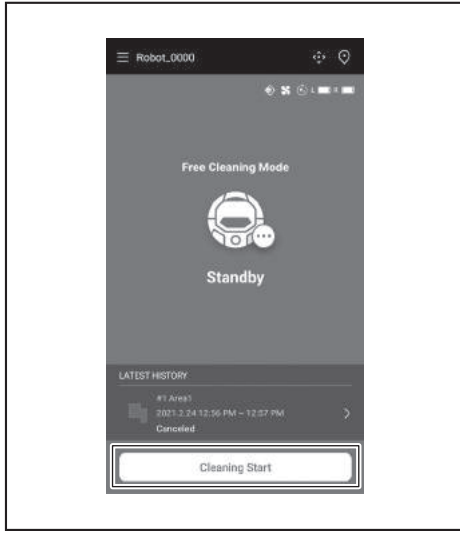 Robot_0000
L R
Free Cleaning Mode
Standby
LATEST HISTORY
#1 Area1
2021.2.24 12:56 PM ~ 12:57 PM
Canceled
Cleaning Start